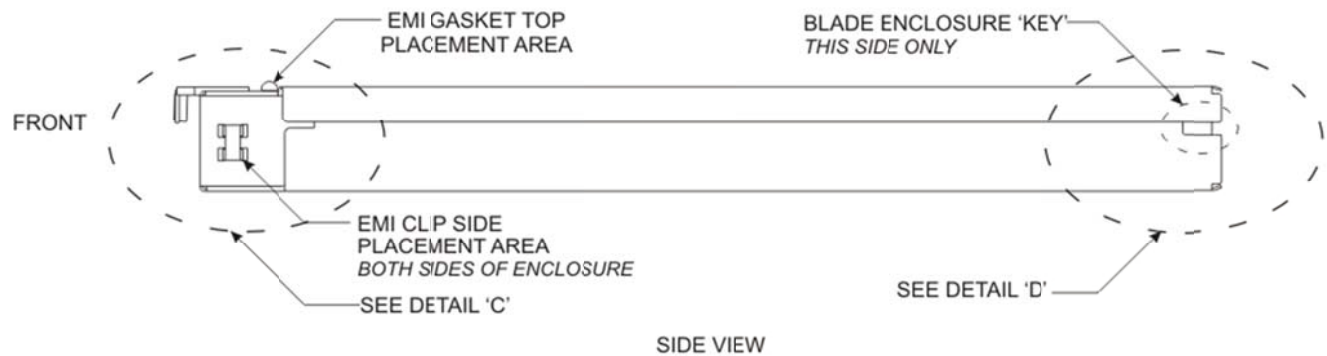 EMI GASKET TOP
PLACEMENT AREA
BLADE ENCLOSURE ‘KEY’
THIS SIDE ONLY
FRONT
EMI CLIP SIDE
PLACEMENT AREA
BOTH SIDES OF ENCLOSURE
SEE DETAIL ‘C’
SEE DETAIL ‘D’
SIDE VIEW